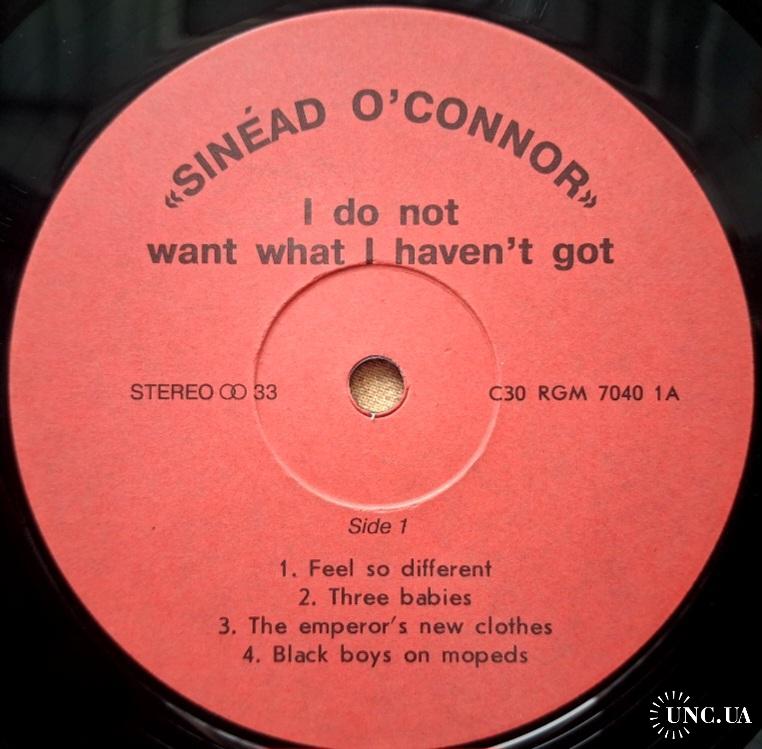 «SINÉAD O'CONNOR»
I do not
want what I haven't got
STEREO ꝏ 33
C30 RGM 7040 1A
Side 1
1. Feel so different
2. Three babies
3. The emperor's new clothes
4. Black boys on mopeds
UNC.UA